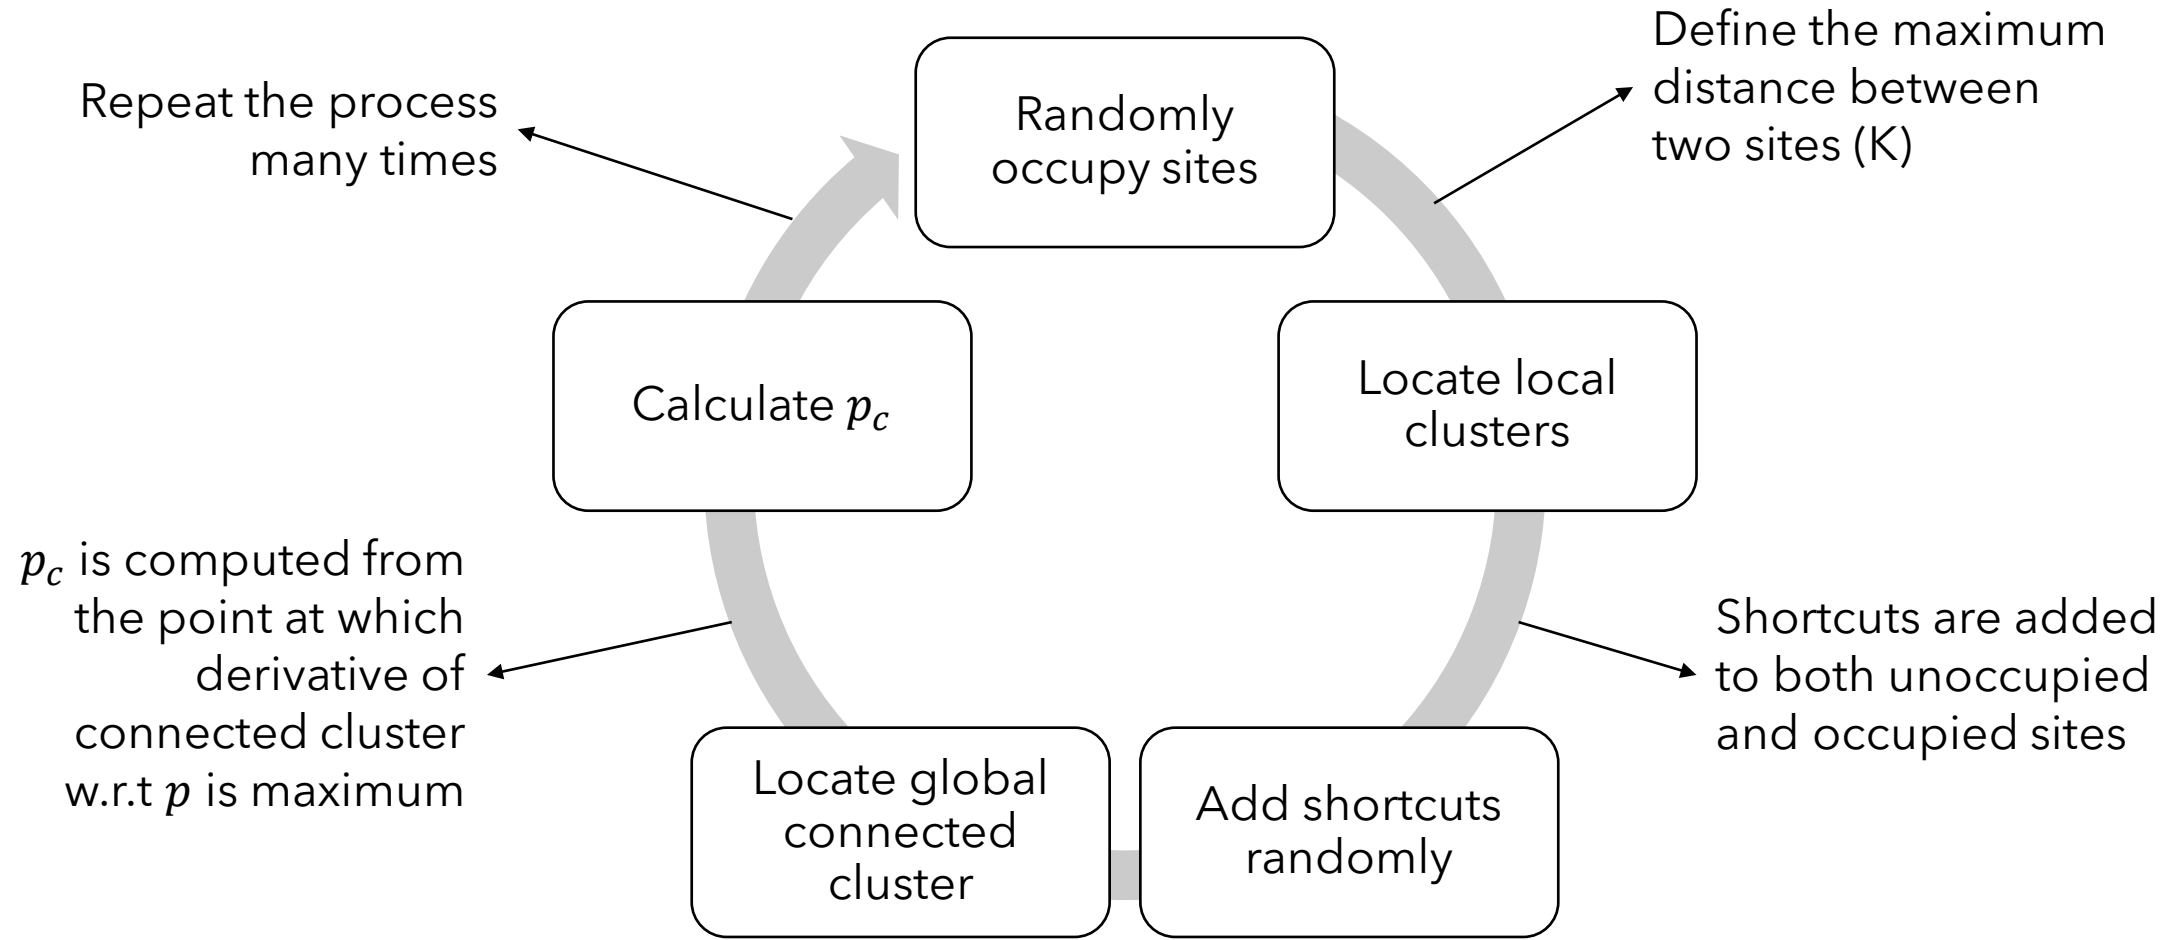 Randomly
occupy sites
Define the maximum
distance between
two sites (K)
Locate local
clusters
Shortcuts are added
to both unoccupied
and occupied sites
Add shortcuts
randomly
Locate global
connected
cluster
p_c is computed from
the point at which
derivative of
connected cluster
w.r.t p is maximum
Calculate p_c
Repeat the process
many times